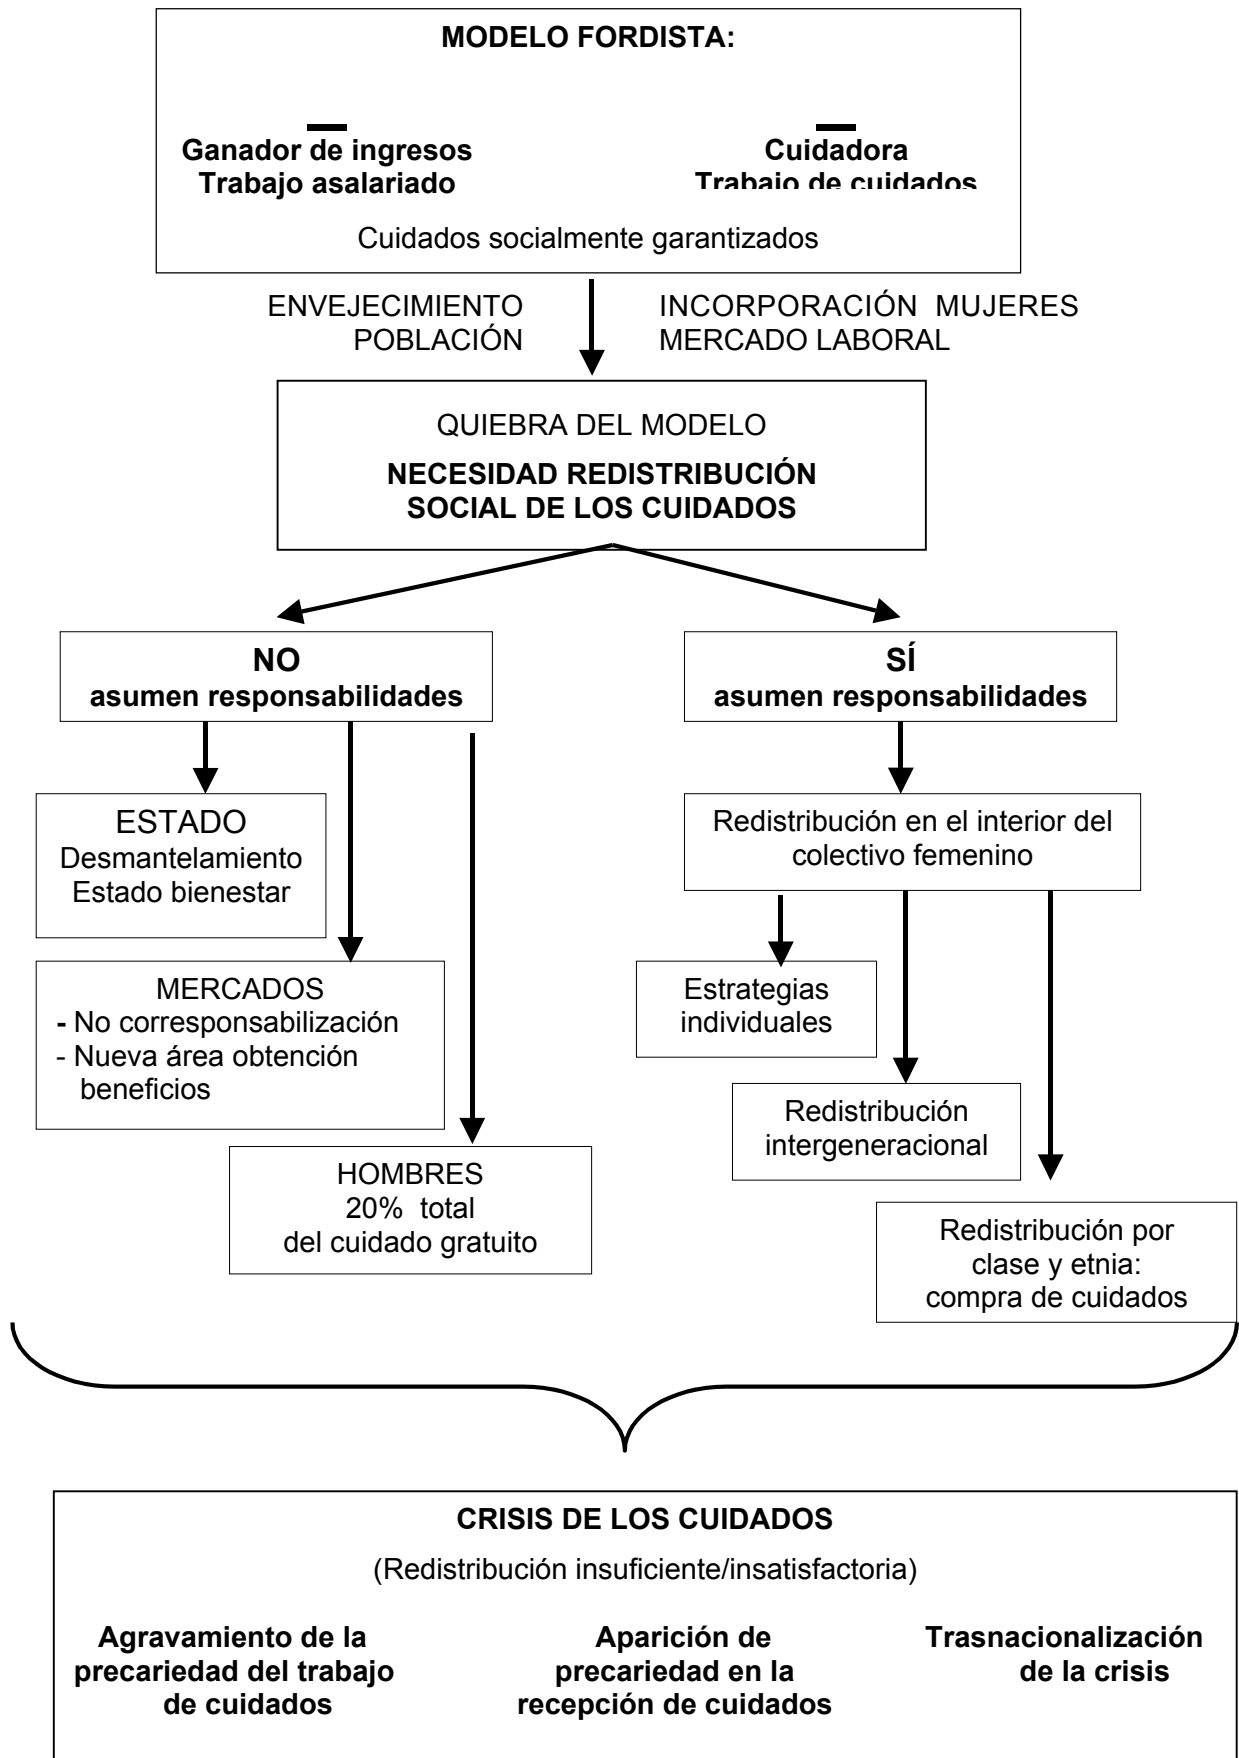 MODELO FORDISTA:
Ganador de ingresos
Trabajo asalariado
Cuidadora
Trabajo de cuidados
Cuidados socialmente garantizados
ENVEJECIMIENTO
POBLACIÓN
INCORPORACIÓN MUJERES
MERCADO LABORAL
QUIEBRA DEL MODELO
NECESIDAD REDISTRIBUCIÓN
SOCIAL DE LOS CUIDADOS
NO
asumen responsabilidades
SÍ
asumen responsabilidades
ESTADO
Desmantelamiento
Estado bienestar
Redistribución en el interior del
colectivo femenino
MERCADOS
- No corresponsabilización
- Nueva área obtención
beneficios
Estrategias
individuales
Redistribución
intergeneracional
HOMBRES
20% total
del cuidado gratuito
Redistribución por
clase y etnia:
compra de cuidados
CRISIS DE LOS CUIDADOS
(Redistribución insuficiente/insatisfactoria)
Agravamiento de la
precariedad del trabajo
de cuidados
Aparición de
precariedad en la
recepción de cuidados
Trasnacionalización
de la crisis